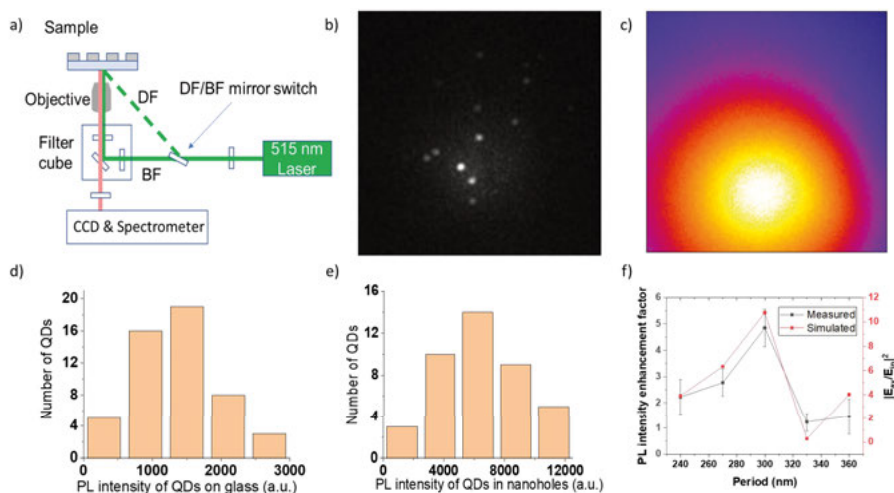 a)
Sample
Objective
DF
DF/BF mirror switch
Filter
cube
BF
515 nm
Laser
CCD & Spectrometer
b)
c)
d)
Number of QDs
20
16
12
8
4
0
0
1000
2000
3000
PL intensity of QDs on glass (a.u.)
e)
Number of QDs
16
12
8
4
0
0
4000
8000
12000
PL intensity of QDs in nanoholes (a.u.)
f)
PL intensity enhancement factor
6
5
4
3
2
1
0
Measured
Simulated
12
10
8
6
4
2
0
240
270
300
330
360
Period (nm)